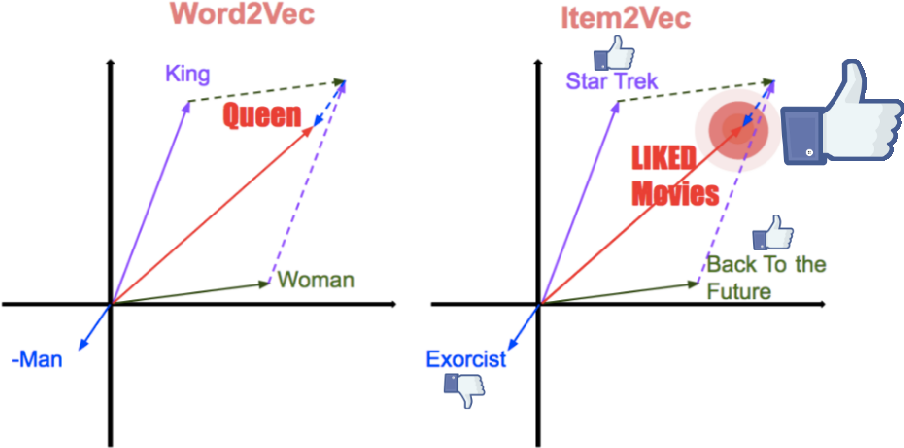 Word2Vec
King
Queen
Woman
-Man
Item2Vec
Star Trek
LIKED
Movies
Back To the
Future
Exorcist